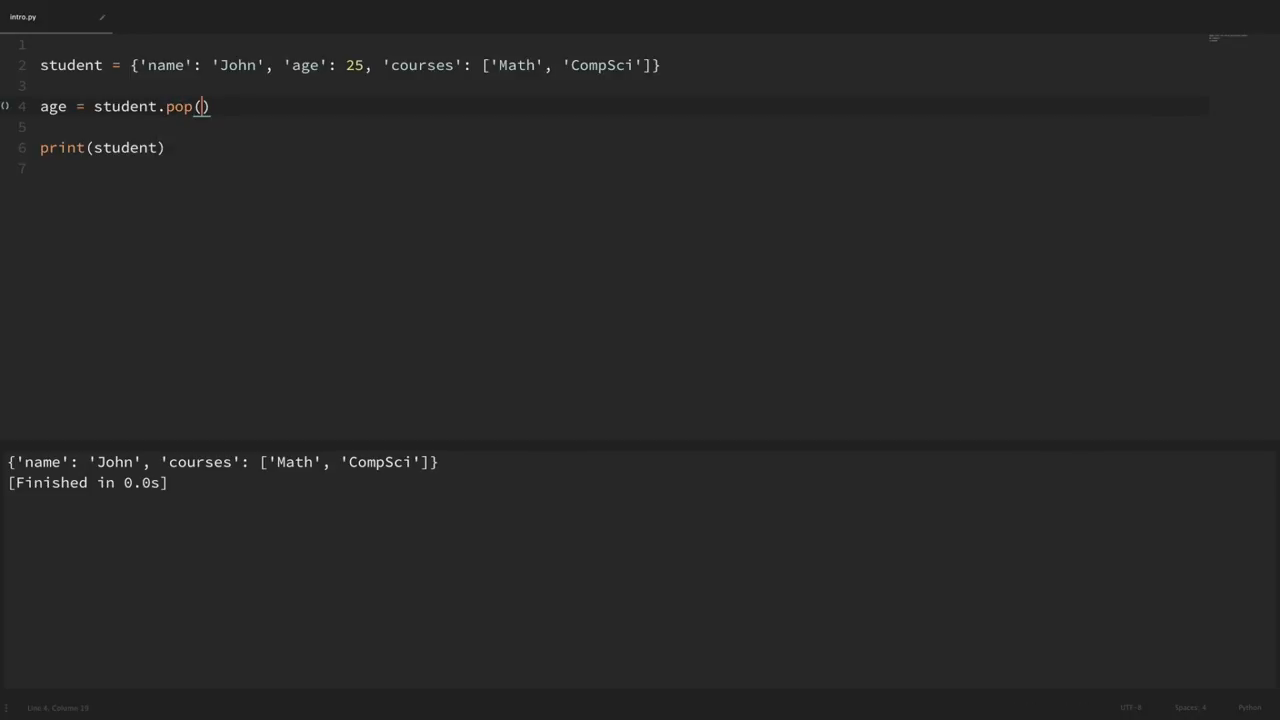 intro.py
1
2 student = {'name': 'John', 'age': 25, 'courses': ['Math', 'CompSci']}
3
() 4 age = student.pop()
5
6 print(student)
7
{'name': 'John', 'courses': ['Math', 'CompSci']}
[Finished in 0.0s]
Line 4, Column 19 UTF-8 Spaces: 4 Python